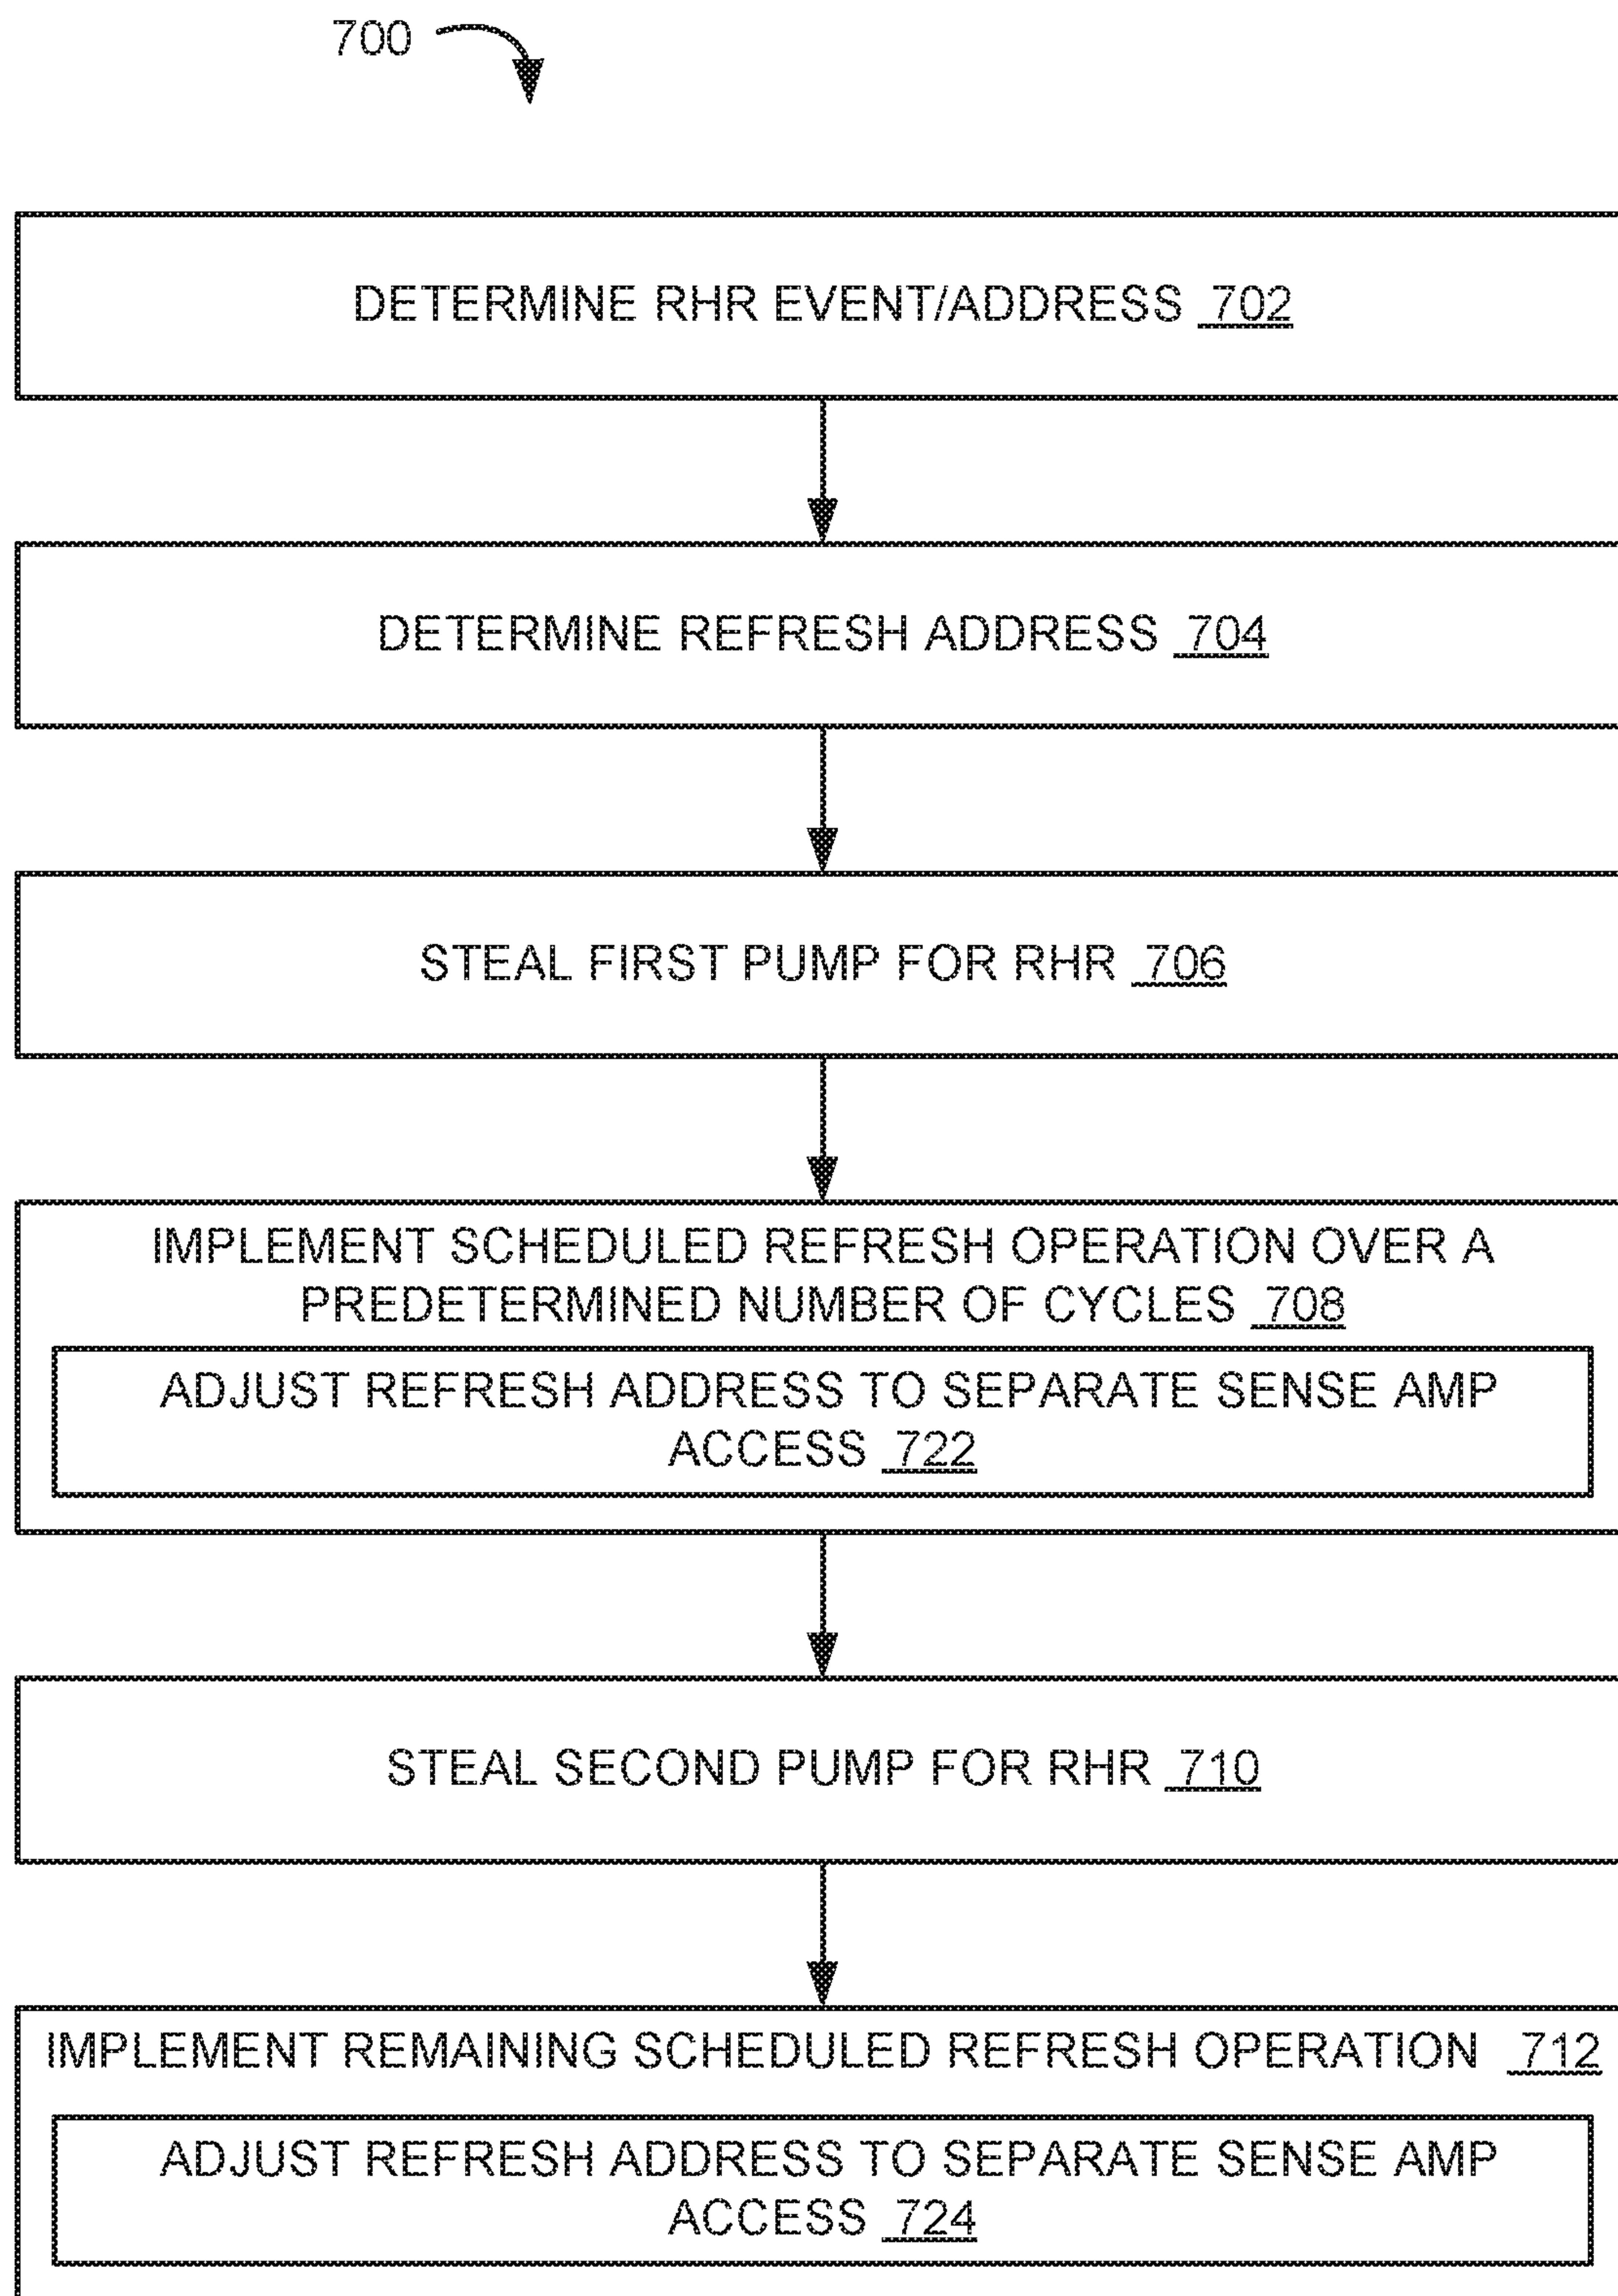 700
DETERMINE RHR EVENT/ADDRESS 702
DETERMINE REFRESH ADDRESS 704
STEAL FIRST PUMP FOR RHR 706
IMPLEMENT SCHEDULED REFRESH OPERATION OVER A
PREDETERMINED NUMBER OF CYCLES 708
ADJUST REFRESH ADDRESS TO SEPARATE SENSE AMP
ACCESS 722
STEAL SECOND PUMP FOR RHR 710
IMPLEMENT REMAINING SCHEDULED REFRESH OPERATION 712
ADJUST REFRESH ADDRESS TO SEPARATE SENSE AMP
ACCESS 724